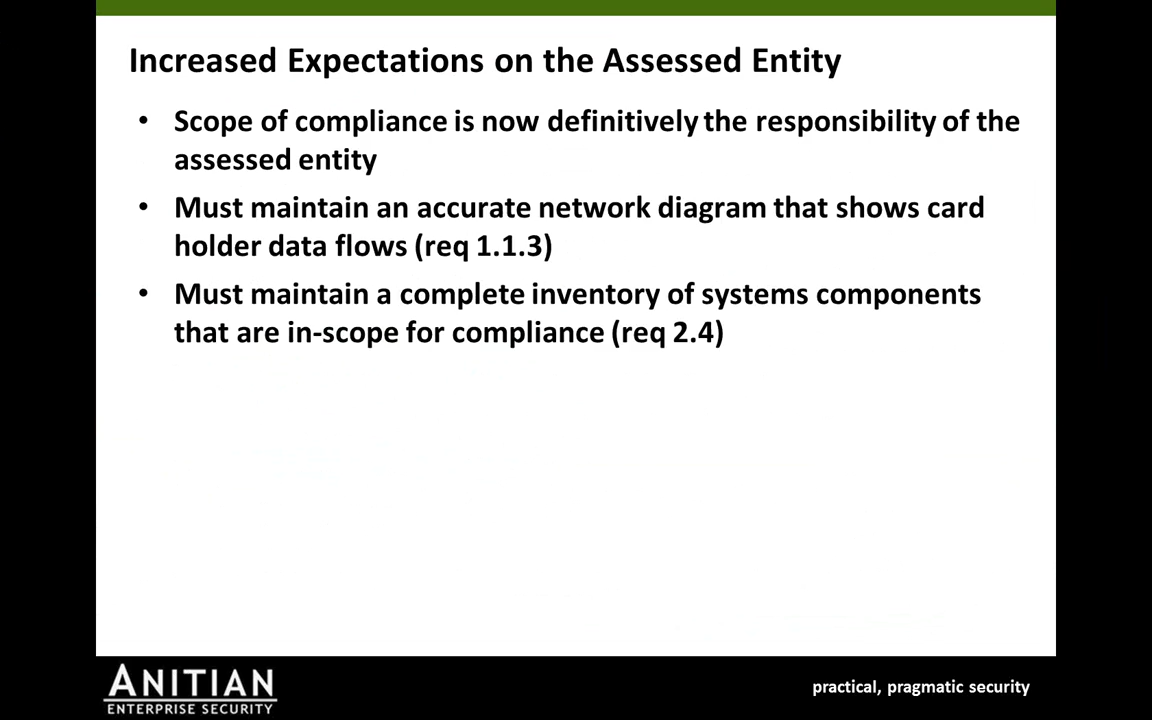 Increased Expectations on the Assessed Entity
• Scope of compliance is now definitively the responsibility of the
assessed entity
• Must maintain an accurate network diagram that shows card
holder data flows (req 1.1.3)
• Must maintain a complete inventory of systems components
that are in-scope for compliance (req 2.4)
ANITIAN
ENTERPRISE SECURITY
practical, pragmatic security